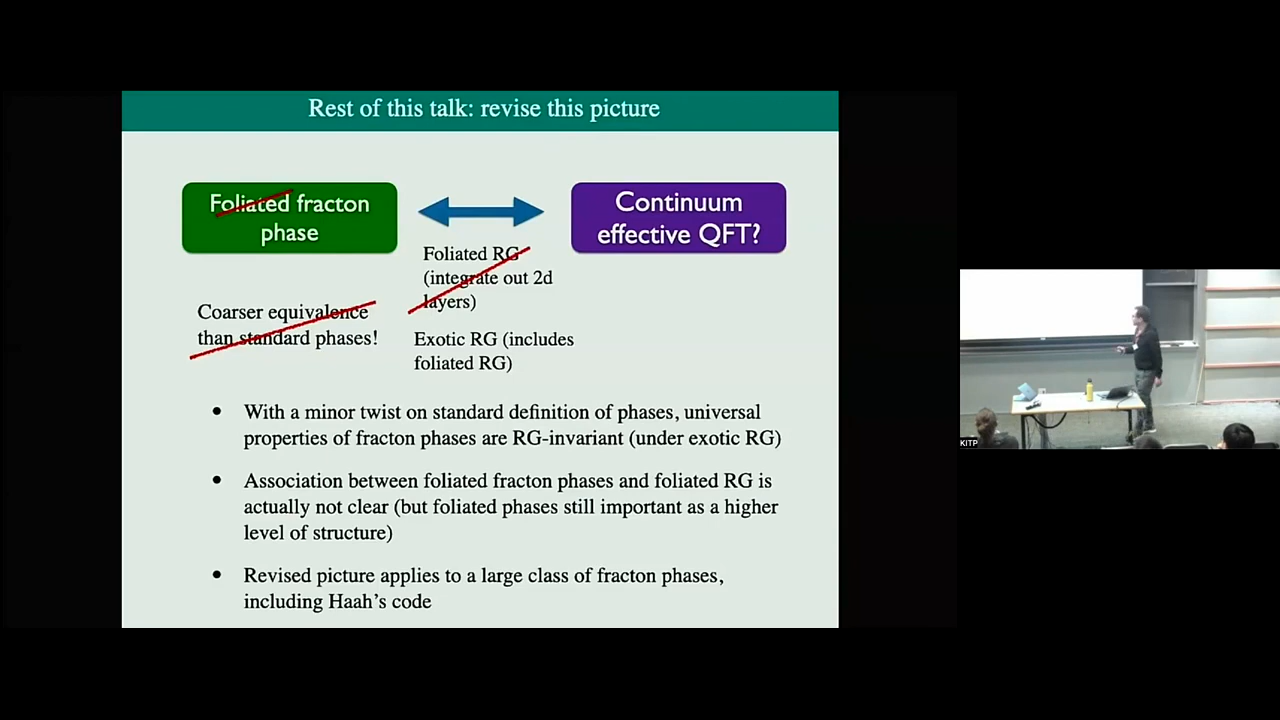 Rest of this talk: revise this picture
Foliated fracton
phase
Continuum
effective QFT?
Foliated RG
(integrate out 2d
layers)
Coarser equivalence
than standard phases!
Exotic RG (includes
foliated RG)
• With a minor twist on standard definition of phases, universal
properties of fracton phases are RG-invariant (under exotic RG)
• Association between foliated fracton phases and foliated RG is
actually not clear (but foliated phases still important as a higher
level of structure)
• Revised picture applies to a large class of fracton phases,
including Haah's code
KITP